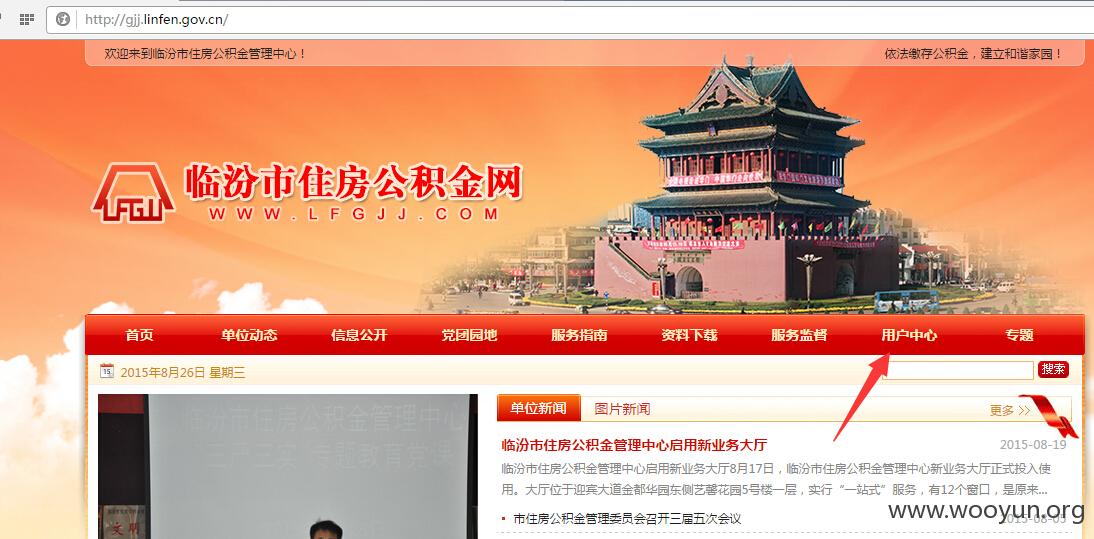 http://gjj.linfen.gov.cn/
欢迎来到临汾市住房公积金管理中心！
依法缴存公积金，建立和谐家园！
临汾市住房公积金网
WWW.LFGJJ.COM
首页 单位动态 信息公开 党团园地 服务指南 资料下载 服务监督 用户中心 专题
15 2015年8月26日 星期三
搜索
单位新闻 图片新闻 更多
临汾市住房公积金管理中心启用新业务大厅 2015-08-19
临汾市住房公积金管理中心启用新业务大厅8月17日，临汾市住房公积金管理中心新业务大厅正式投入使
用。大厅位于迎宾大道金都华园东侧艺馨花园5号楼一层，实行“一站式”服务，有12个窗口，是原来...
市住房公积金管理委员会召开三届五次会议 2015-08-05
www.wooyun.org
汾市住房公积金管理中心
文明